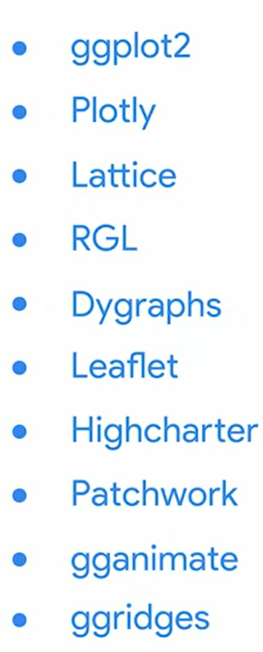 ggplot2
Plotly
Lattice
RGL
Dygraphs
Leaflet
Highcharter
Patchwork
gganimate
ggridges